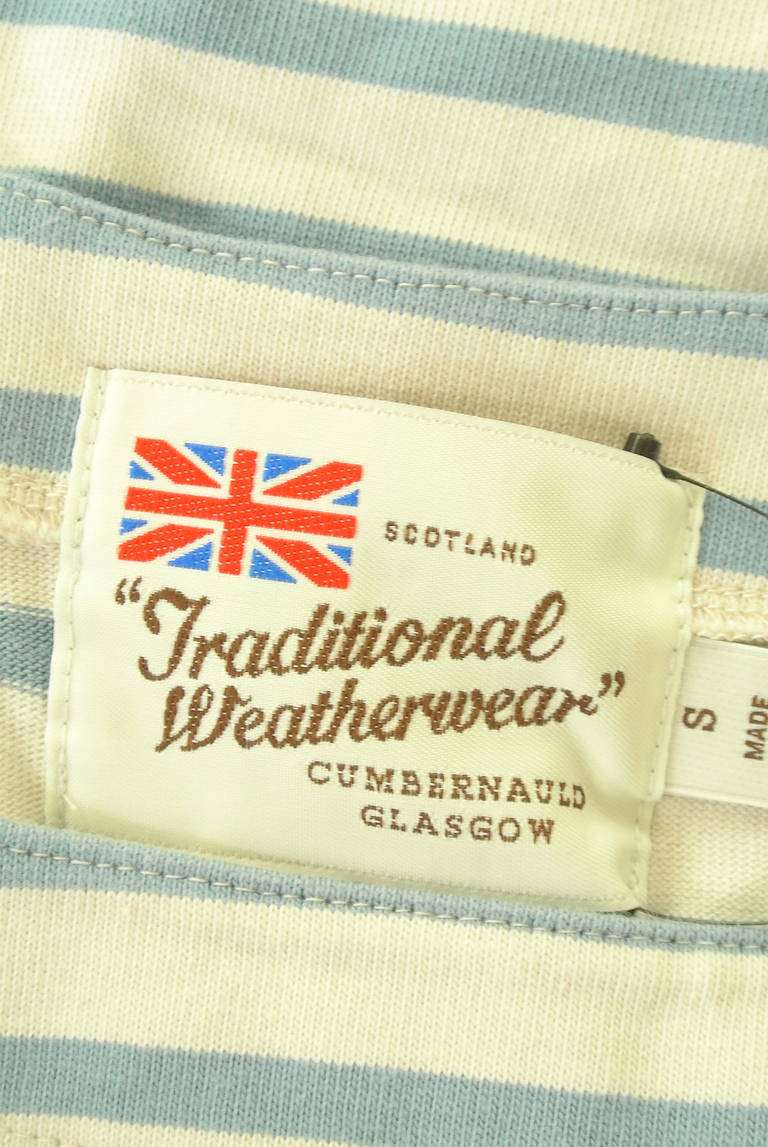 SCOTLAND
“Traditional
Weatherwear”
CUMBERNAULD
GLASGOW
S
MADE